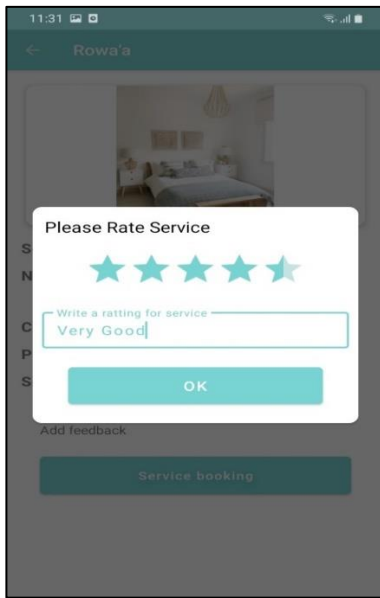 11:31
Rowa'a
Please Rate Service
S
N
Write a ratting for service
Very Good
C
P
S
OK
Add feedback
Service booking